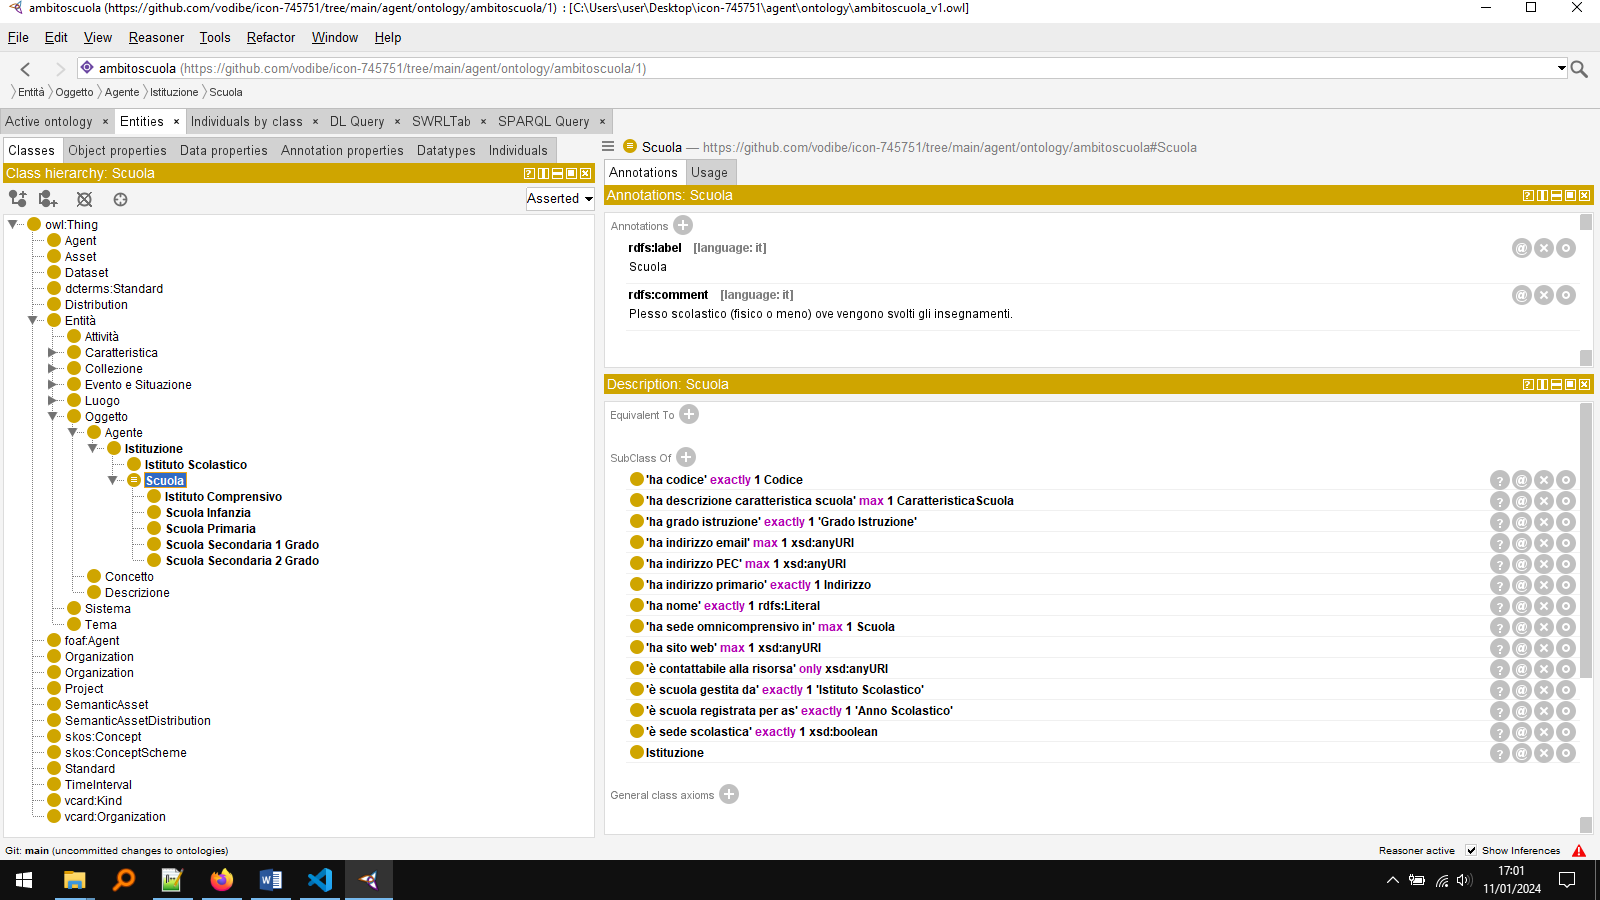 ambitoscuola (https://github.com/vodibe/icon-745751/tree/main/agent/ontology/ambitoscuola/1) : [C:\Users\user\Desktop\icon-745751\agent\ontology\ambitoscuola_v1.owl]
File Edit View Reasoner Tools Refactor Window Help
ambitoscuola (https://github.com/vodibe/icon-745751/tree/main/agent/ontology/ambitoscuola/1)
Entità Oggetto Agente Istituzione Scuola
Active ontology × Entities × Individuals by class × DL Query × SWRLTab × SPARQL Query ×
Classes Object properties Data properties Annotation properties Datatypes Individuals
Class hierarchy: Scuola
Asserted
owl:Thing
Agent
Asset
Dataset
dcterms:Standard
Distribution
Entità
Attività
Caratteristica
Collezione
Evento e Situazione
Luogo
Oggetto
Agente
Istituzione
Istituto Scolastico
Scuola
Istituto Comprensivo
Scuola Infanzia
Scuola Primaria
Scuola Secondaria 1 Grado
Scuola Secondaria 2 Grado
Concetto
Descrizione
Sistema
Tema
foaf:Agent
Organization
Organization
Project
SemanticAsset
SemanticAssetDistribution
skos:Concept
skos:ConceptScheme
Standard
TimeInterval
vcard:Kind
vcard:Organization
Scuola — https://github.com/vodibe/icon-745751/tree/main/agent/ontology/ambitoscuola#Scuola
Annotations Usage
Annotations: Scuola
Annotations
rdfs:label [language: it]
Scuola
rdfs:comment [language: it]
Plesso scolastico (fisico o meno) ove vengono svolti gli insegnamenti.
Description: Scuola
Equivalent To
SubClass Of
'ha codice' exactly 1 Codice
'ha descrizione caratteristica scuola' max 1 CaratteristicaScuola
'ha grado istruzione' exactly 1 'Grado Istruzione'
'ha indirizzo email' max 1 xsd:anyURI
'ha indirizzo PEC' max 1 xsd:anyURI
'ha indirizzo primario' exactly 1 Indirizzo
'ha nome' exactly 1 rdfs:Literal
'ha sede omnicomprensivo in' max 1 Scuola
'ha sito web' max 1 xsd:anyURI
'è contattabile alla risorsa' only xsd:anyURI
'è scuola gestita da' exactly 1 'Istituto Scolastico'
'è scuola registrata per as' exactly 1 'Anno Scolastico'
'è sede scolastica' exactly 1 xsd:boolean
Istituzione
General class axioms
Git: main (uncommitted changes to ontologies)
Reasoner active Show Inferences
17:01
11/01/2024